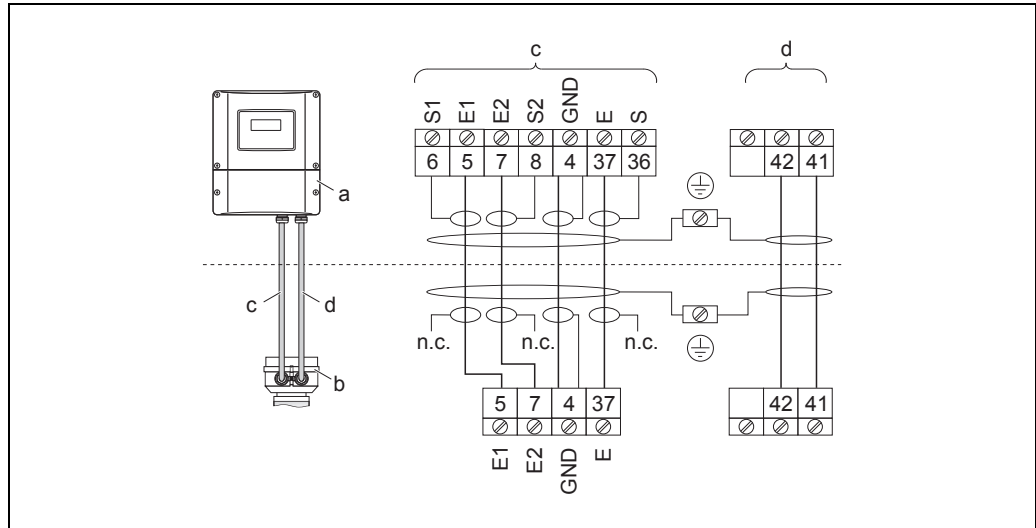 c
d
S1 E1 E2 S2 GND E S
6 5 7 8 4 37 36
42 41
a
c
d
n.c. n.c. n.c.
b
5 7 4 37
42 41
E1 E2 GND E